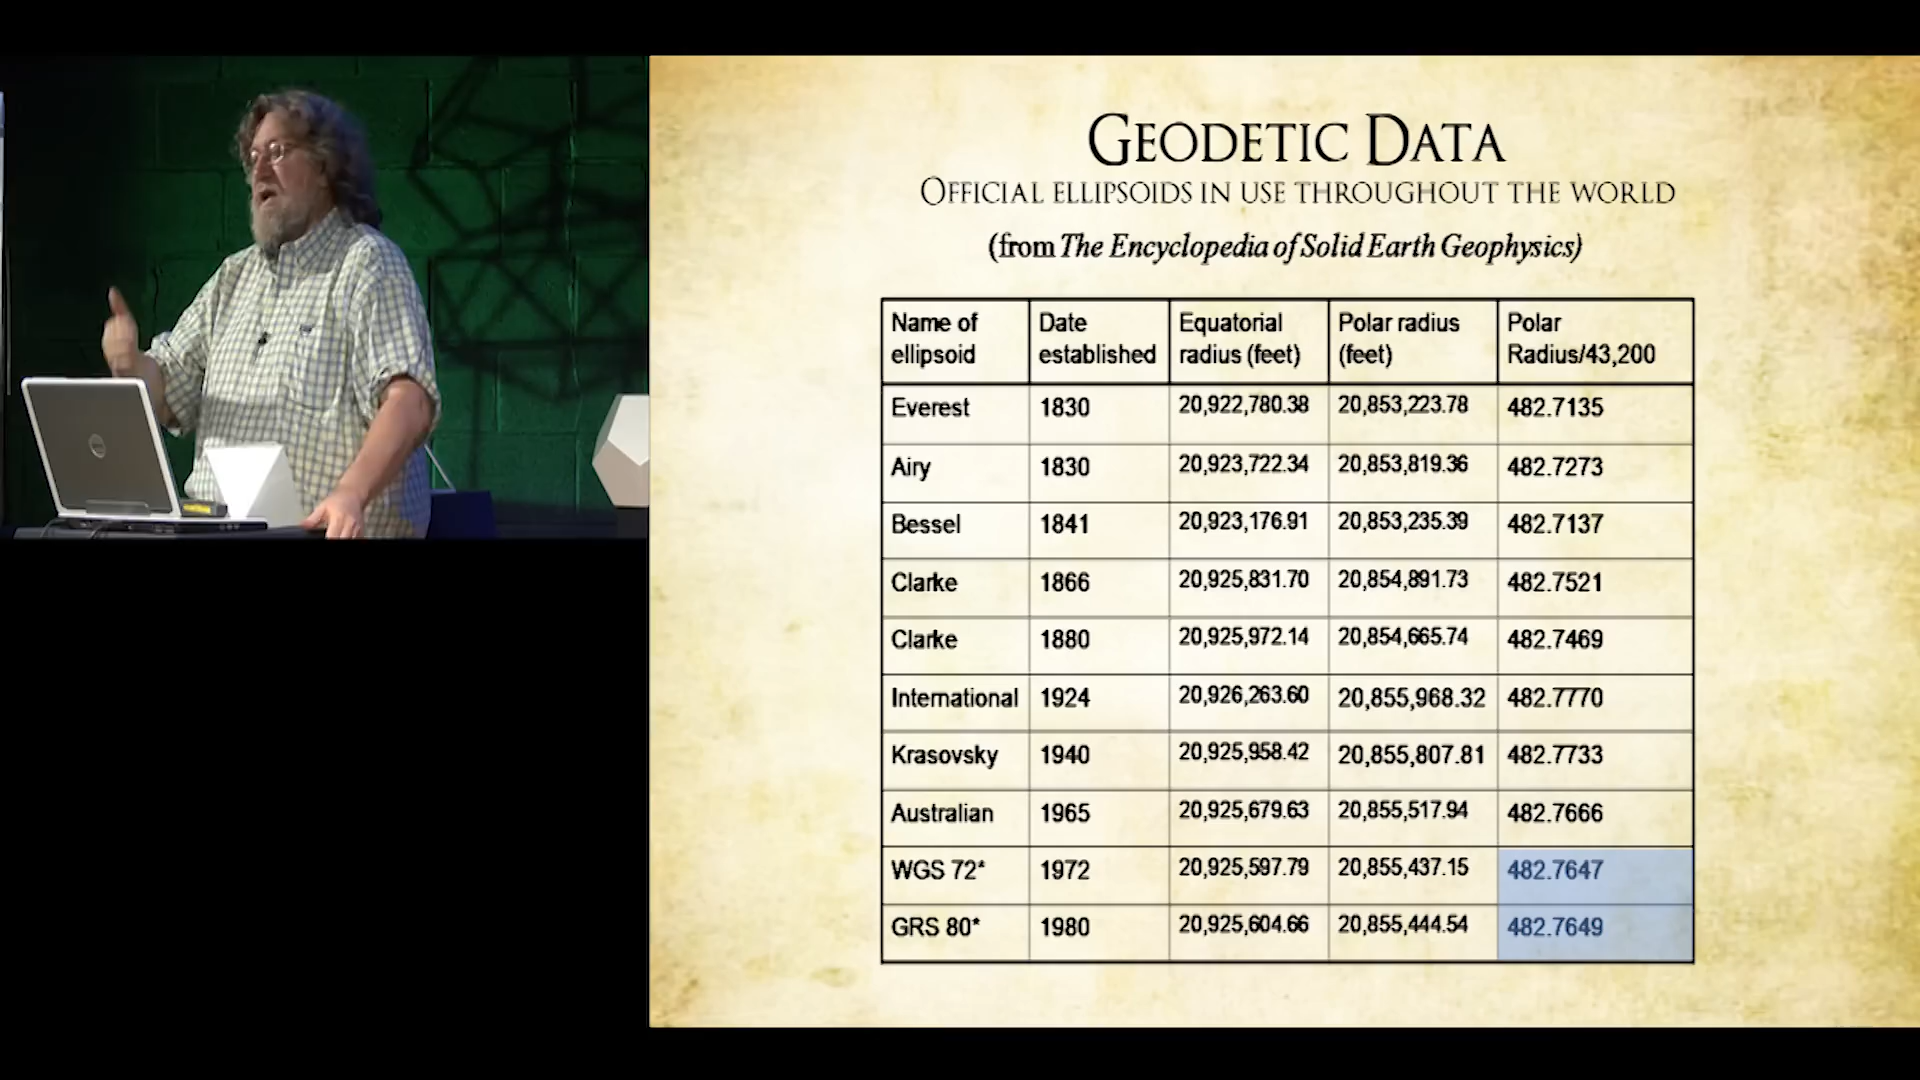 GEODETIC DATA
OFFICIAL ELLIPSOIDS IN USE THROUGHOUT THE WORLD
(from The Encyclopedia of Solid Earth Geophysics)
Name of ellipsoid Date established Equatorial radius (feet) Polar radius (feet) Polar Radius/43,200
Everest 1830 20,922,780.38 20,853,223.78 482.7135
Airy 1830 20,923,722.34 20,853,819.36 482.7273
Bessel 1841 20,923,176.91 20,853,235.39 482.7137
Clarke 1866 20,925,831.70 20,854,891.73 482.7521
Clarke 1880 20,925,972.14 20,854,665.74 482.7469
International 1924 20,926,263.60 20,855,968.32 482.7770
Krasovsky 1940 20,925,958.42 20,855,807.81 482.7733
Australian 1965 20,925,679.63 20,855,517.94 482.7666
WGS 72* 1972 20,925,597.79 20,855,437.15 482.7647
GRS 80* 1980 20,925,604.66 20,855,444.54 482.7649